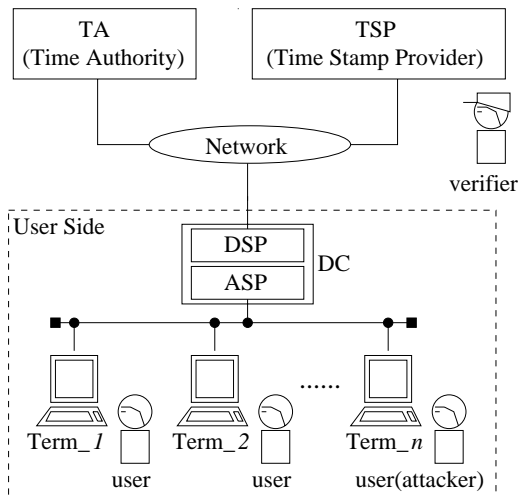 TA
(Time Authority)
TSP
(Time Stamp Provider)
Network
verifier
User Side
DSP
ASP
DC
......
Term_1
Term_2
Term_n
user
user
user(attacker)